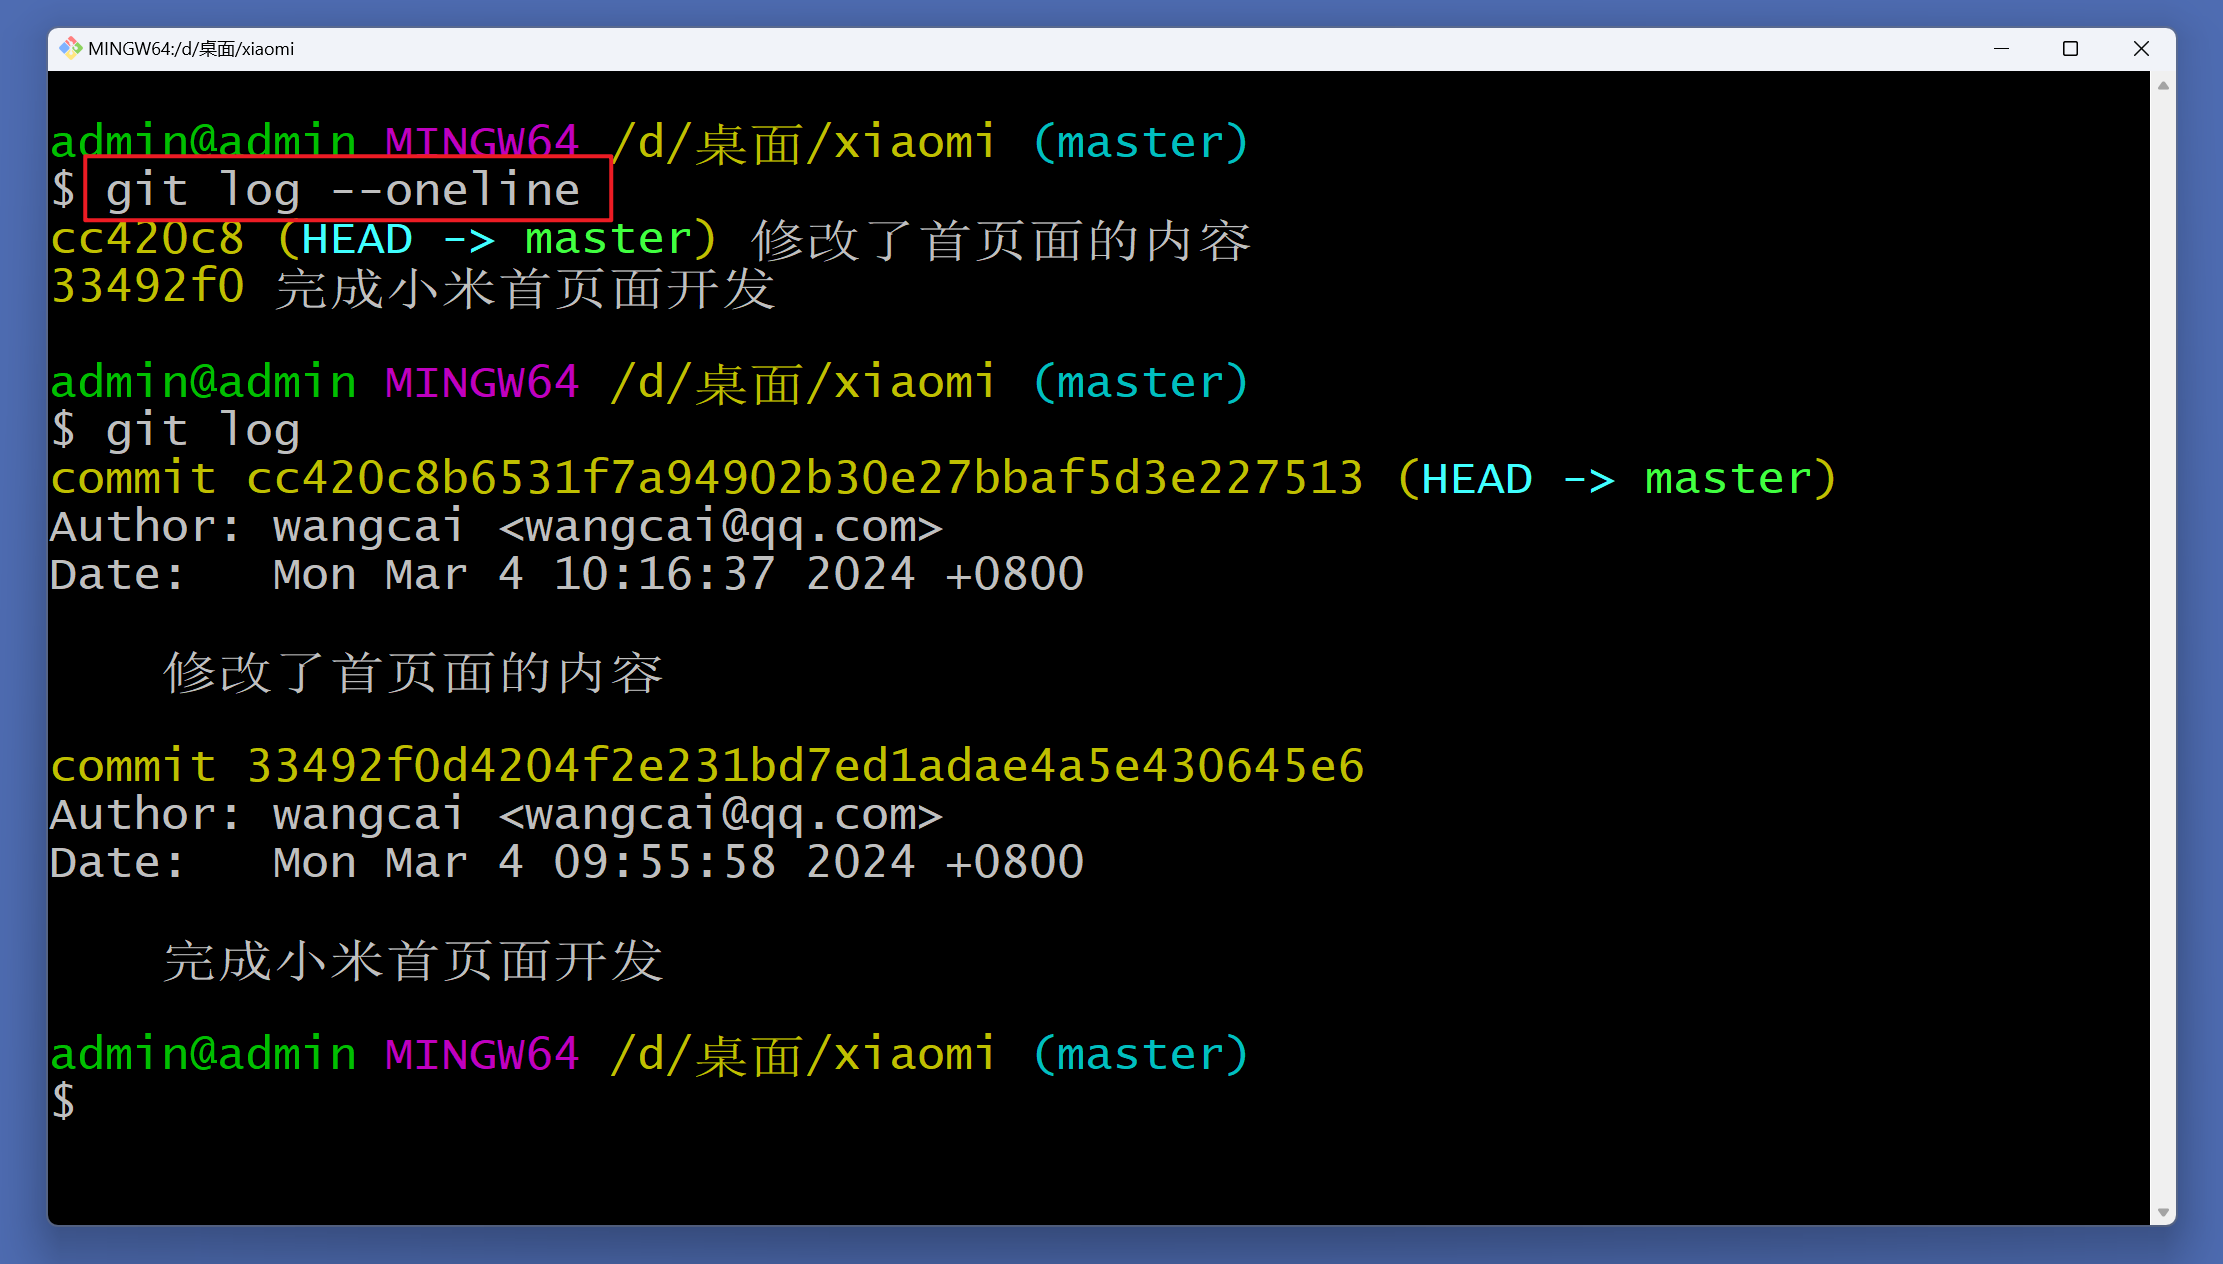 MINGW64:/d/桌面/xiaomi
admin@admin MINGW64 /d/桌面/xiaomi (master)
$ git log --oneline
cc420c8 (HEAD -> master) 修改了首页面的内容
33492f0 完成小米首页面开发
admin@admin MINGW64 /d/桌面/xiaomi (master)
$ git log
commit cc420c8b6531f7a94902b30e27bbaf5d3e227513 (HEAD -> master)
Author: wangcai <wangcai@qq.com>
Date:   Mon Mar 4 10:16:37 2024 +0800
修改了首页面的内容
commit 33492f0d4204f2e231bd7ed1adae4a5e430645e6
Author: wangcai <wangcai@qq.com>
Date:   Mon Mar 4 09:55:58 2024 +0800
完成小米首页面开发
admin@admin MINGW64 /d/桌面/xiaomi (master)
$